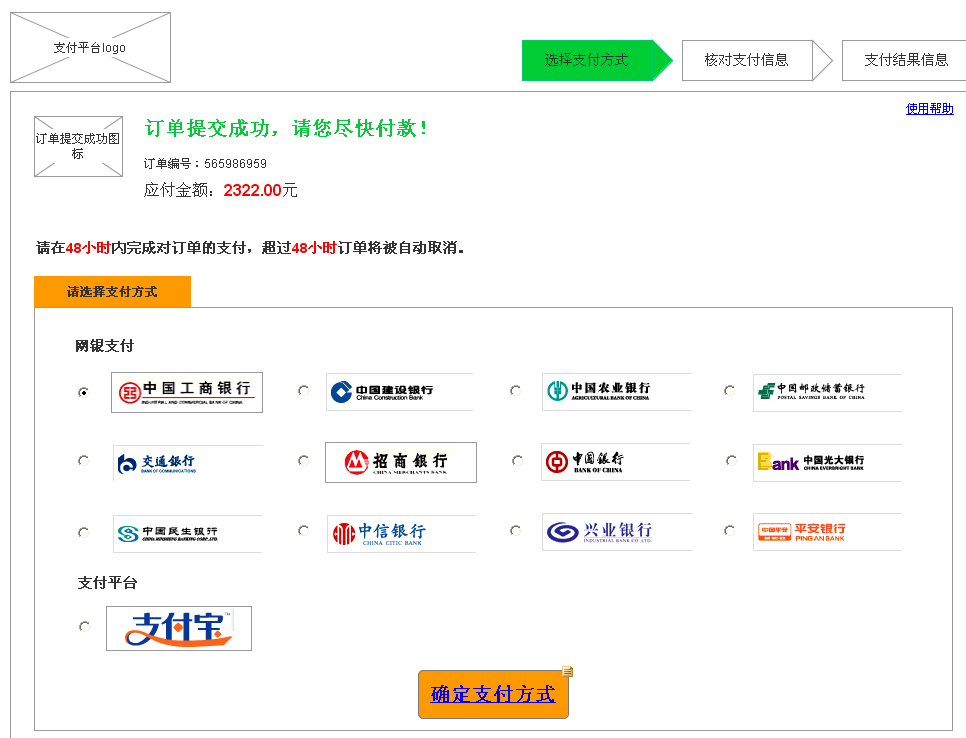 支付平台logo
选择支付方式
核对支付信息
支付结果信息
使用帮助
订单提交成功图
标
订单提交成功，请您尽快付款！
订单编号：565986959
应付金额：2322.00元
请在48小时内完成对订单的支付，超过48小时订单将被自动取消。
请选择支付方式
网银支付
中国工商银行
INDUSTRIAL AND COMMERCIAL BANK OF CHINA
中国建设银行
China Construction Bank
中国农业银行
AGRICULTURAL BANK OF CHINA
中国邮政储蓄银行
POSTAL SAVINGS BANK OF CHINA
交通银行
BANK OF COMMUNICATIONS
招商银行
CHINA MERCHANTS BANK
中国银行
BANK OF CHINA
Bank
中国光大银行
CHINA EVERBRIGHT BANK
中国民生银行
CHINA MINSHENG BANKING CORP.,LTD.
中信银行
CHINA CITIC BANK
兴业银行
INDUSTRIAL BANK CO.,LTD.
中国平安
平安银行
PINGAN BANK
支付平台
支付宝
确定支付方式